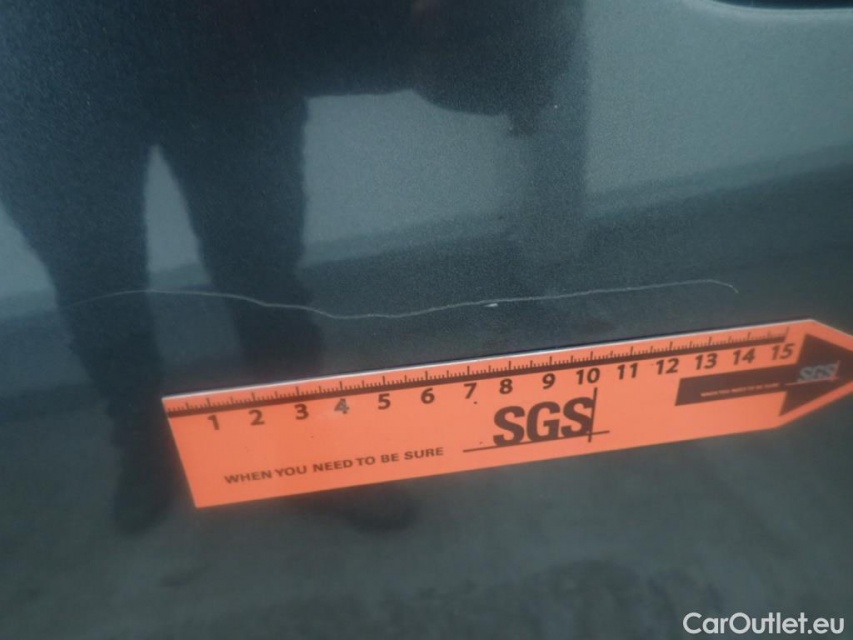 1 2 3 4 5 6 7 8 9 10 11 12 13 14 15
SGS
SGS
WHEN YOU NEED TO BE SURE
CarOutlet.eu